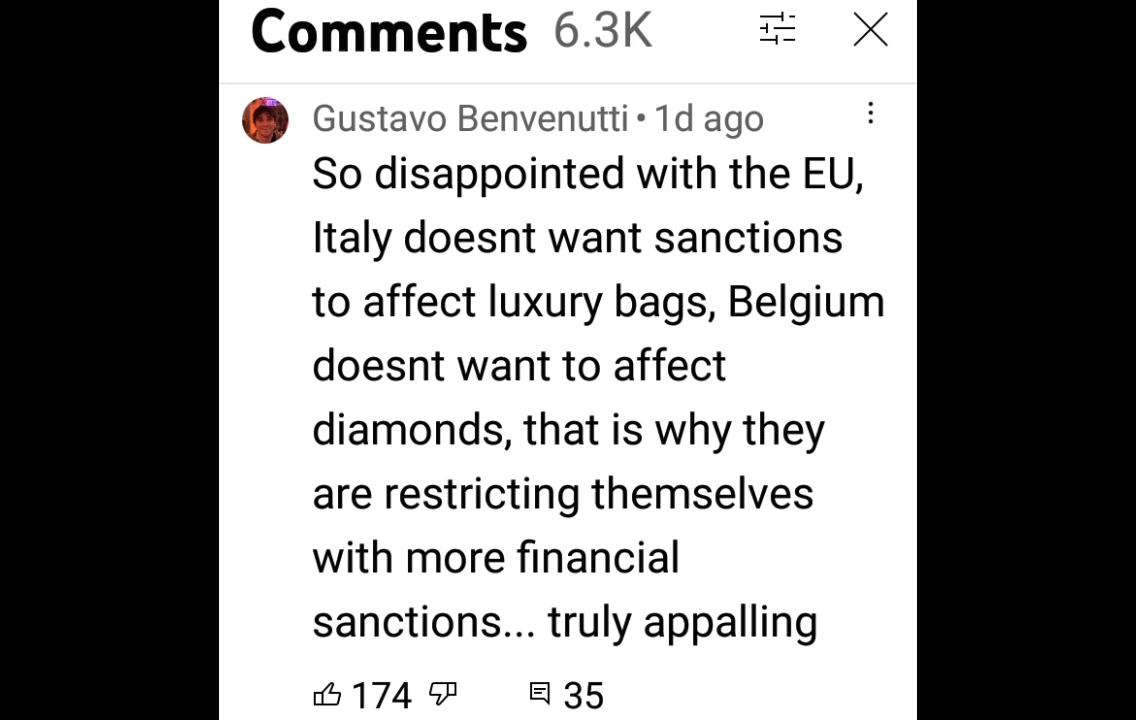 Comments 6.3K
Gustavo Benvenutti • 1d ago
So disappointed with the EU,
Italy doesnt want sanctions
to affect luxury bags, Belgium
doesnt want to affect
diamonds, that is why they
are restricting themselves
with more financial
sanctions... truly appalling
174 35